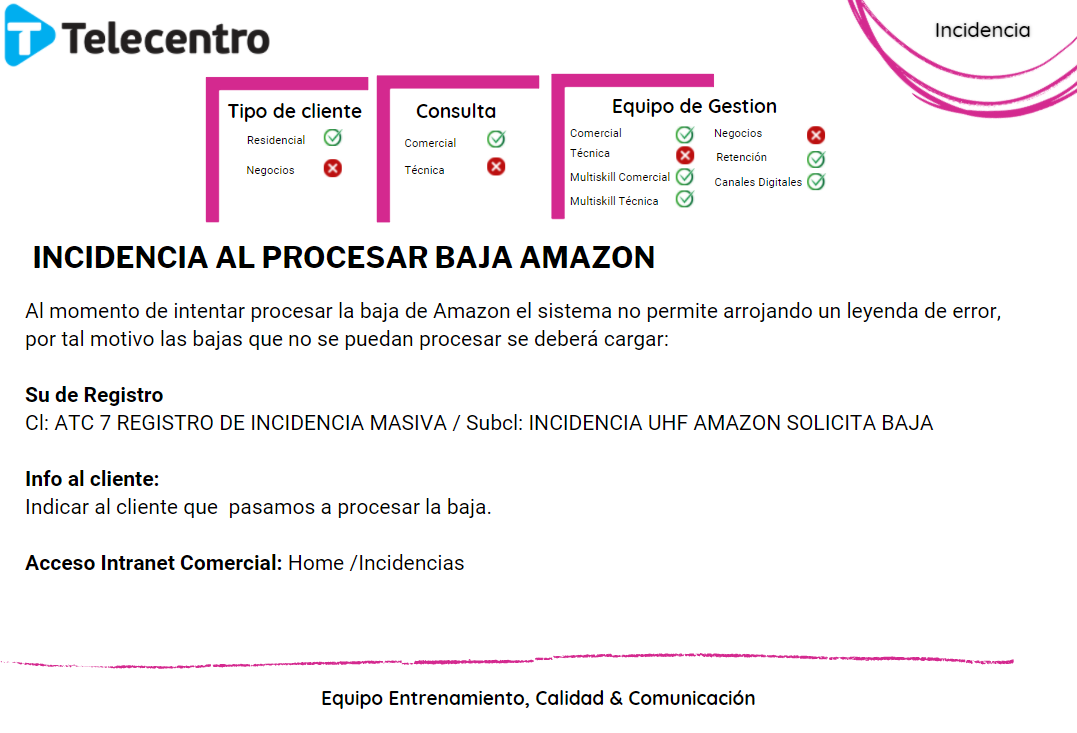 Telecentro
Incidencia
Tipo de cliente
Residencial
Negocios
Consulta
Comercial
Técnica
Equipo de Gestion
Comercial
Técnica
Multiskill Comercial
Multiskill Técnica
Negocios
Retención
Canales Digitales
INCIDENCIA AL PROCESAR BAJA AMAZON
Al momento de intentar procesar la baja de Amazon el sistema no permite arrojando un leyenda de error,
por tal motivo las bajas que no se puedan procesar se deberá cargar:
Su de Registro
Cl: ATC 7 REGISTRO DE INCIDENCIA MASIVA / Subcl: INCIDENCIA UHF AMAZON SOLICITA BAJA
Info al cliente:
Indicar al cliente que  pasamos a procesar la baja.
Acceso Intranet Comercial: Home /Incidencias
Equipo Entrenamiento, Calidad & Comunicación